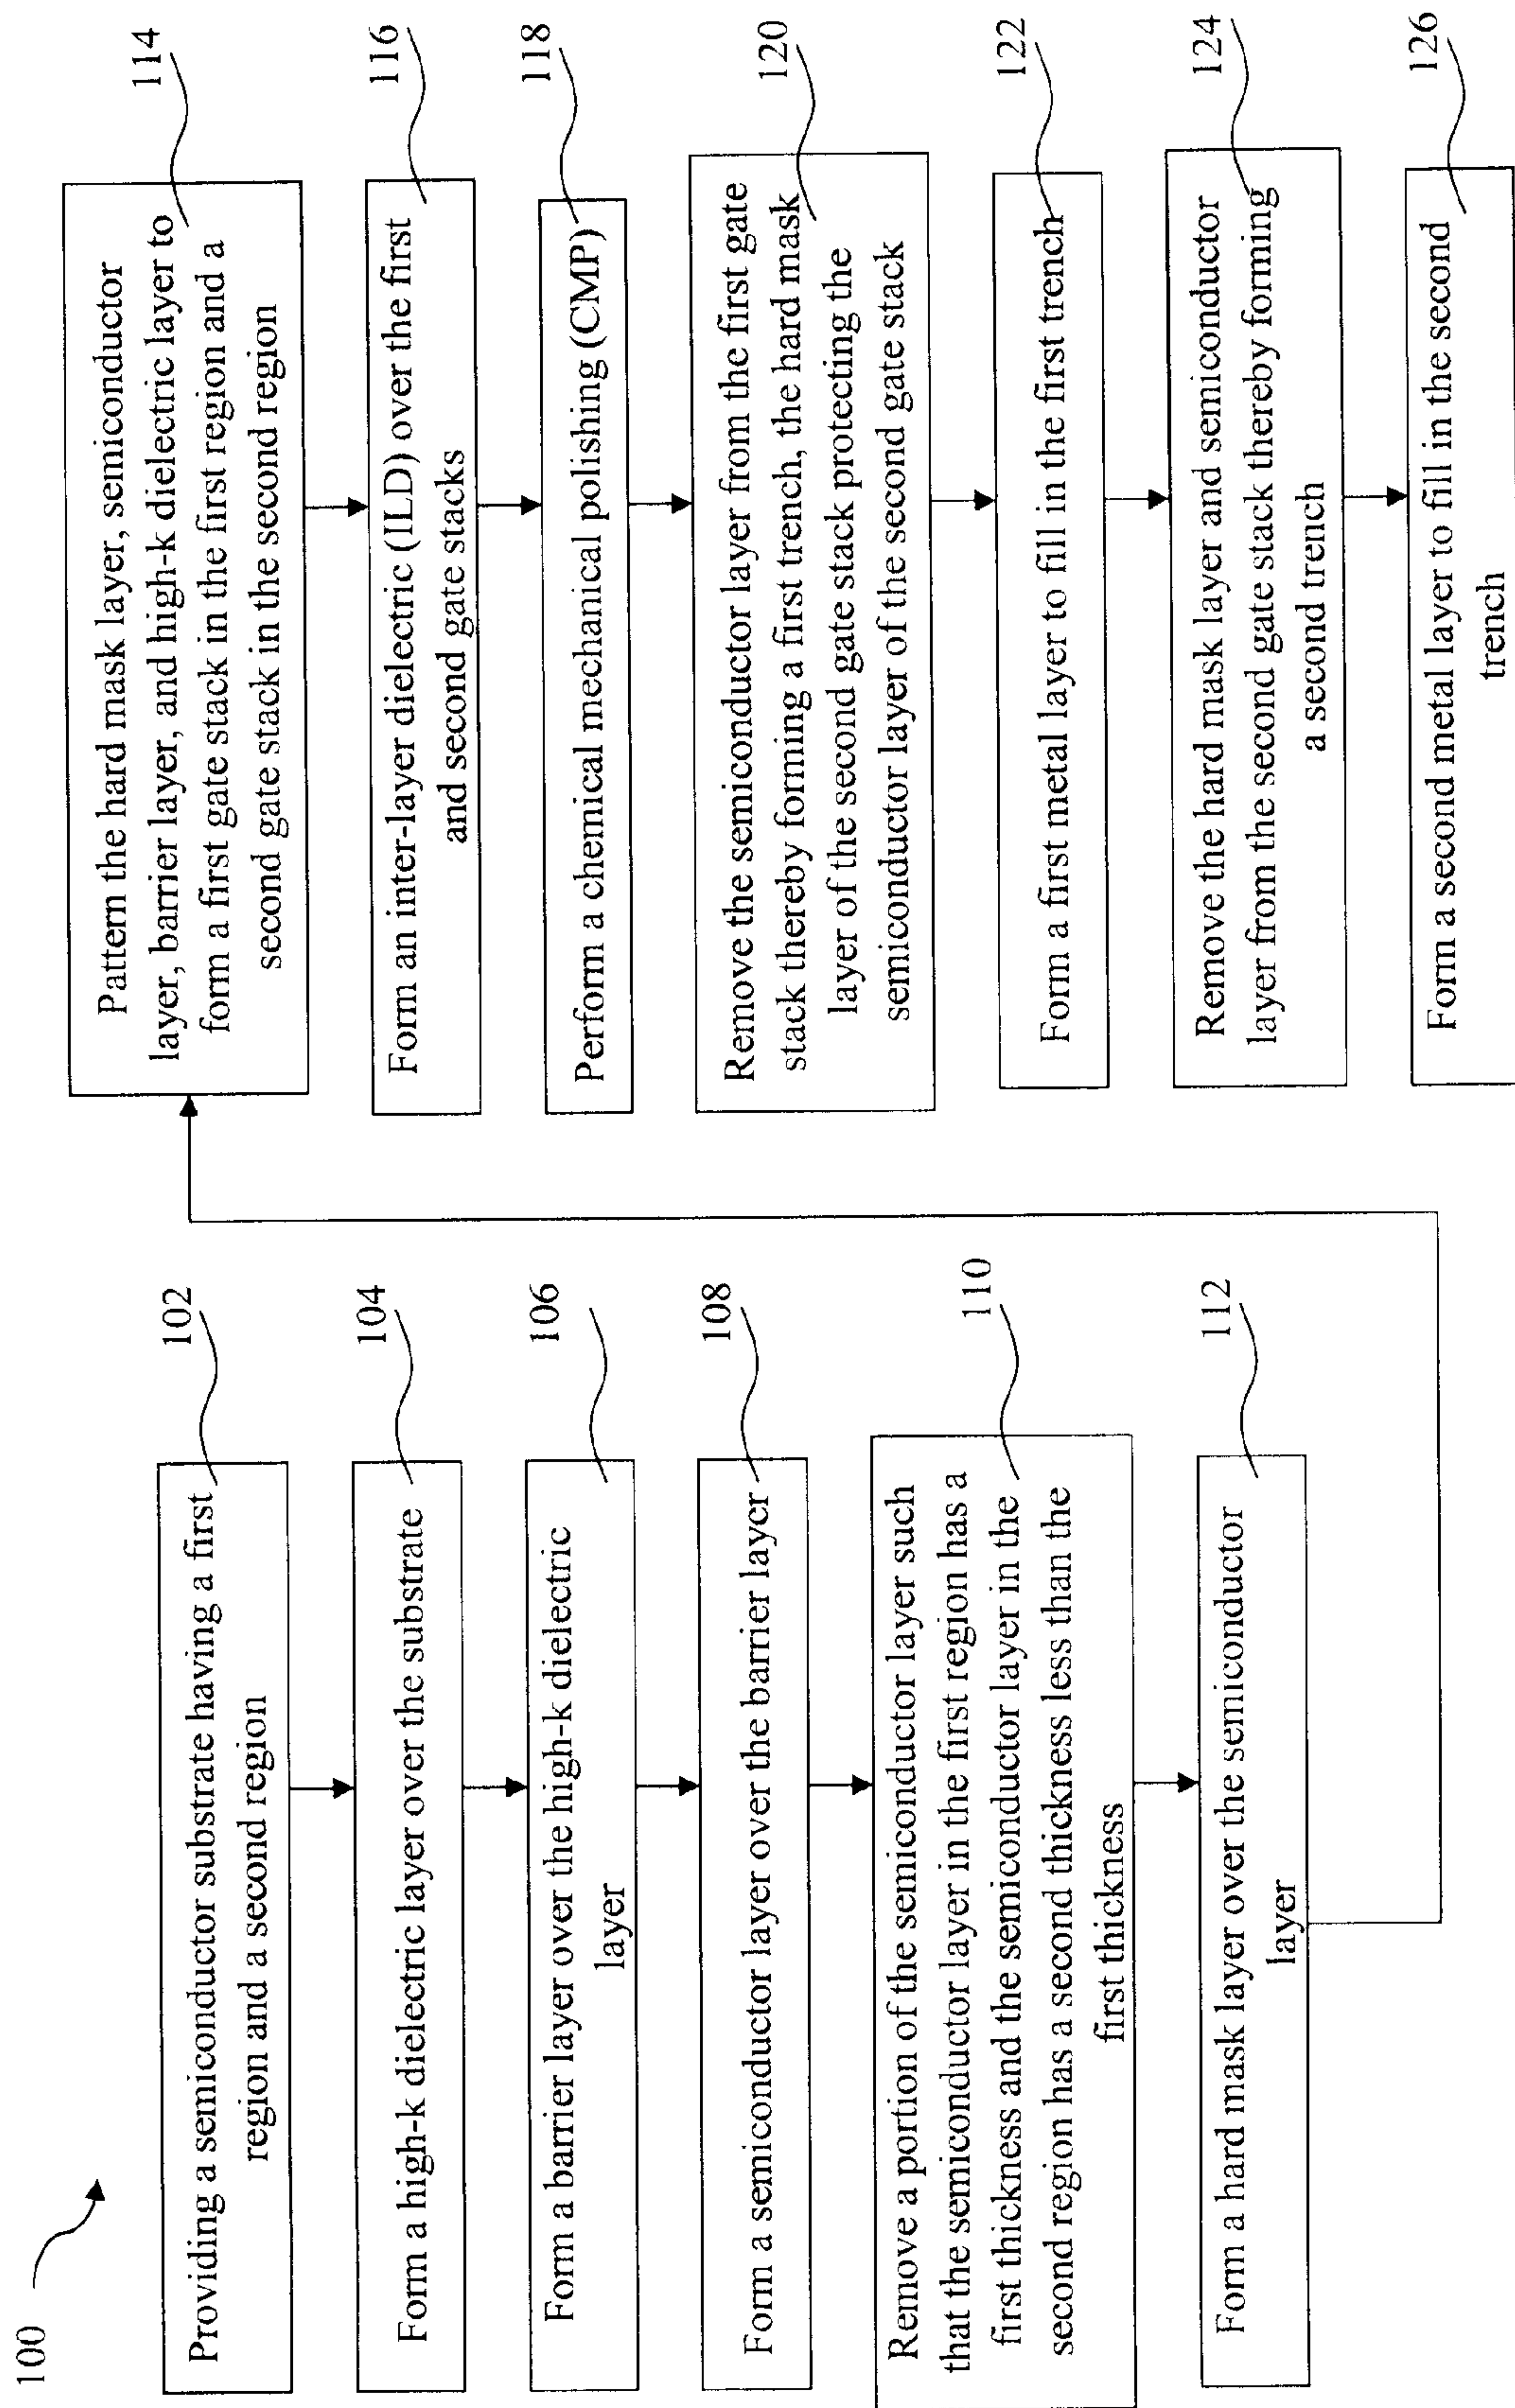 100
Providing a semiconductor substrate having a first
region and a second region
102
Form a high-k dielectric layer over the substrate
104
Form a barrier layer over the high-k dielectric
layer
106
Form a semiconductor layer over the barrier layer
108
Remove a portion of the semiconductor layer such
that the semiconductor layer in the first region has a
first thickness and the semiconductor layer in the
second region has a second thickness less than the
first thickness
110
Form a hard mask layer over the semiconductor
layer
112
Pattern the hard mask layer, semiconductor
layer, barrier layer, and high-k dielectric layer to
form a first gate stack in the first region and a
second gate stack in the second region
114
Form an inter-layer dielectric (ILD) over the first
and second gate stacks
116
Perform a chemical mechanical polishing (CMP)
118
Remove the semiconductor layer from the first gate
stack thereby forming a first trench, the hard mask
layer of the second gate stack protecting the
semiconductor layer of the second gate stack
120
Form a first metal layer to fill in the first trench
122
Remove the hard mask layer and semiconductor
layer from the second gate stack thereby forming
a second trench
124
Form a second metal layer to fill in the second
trench
126